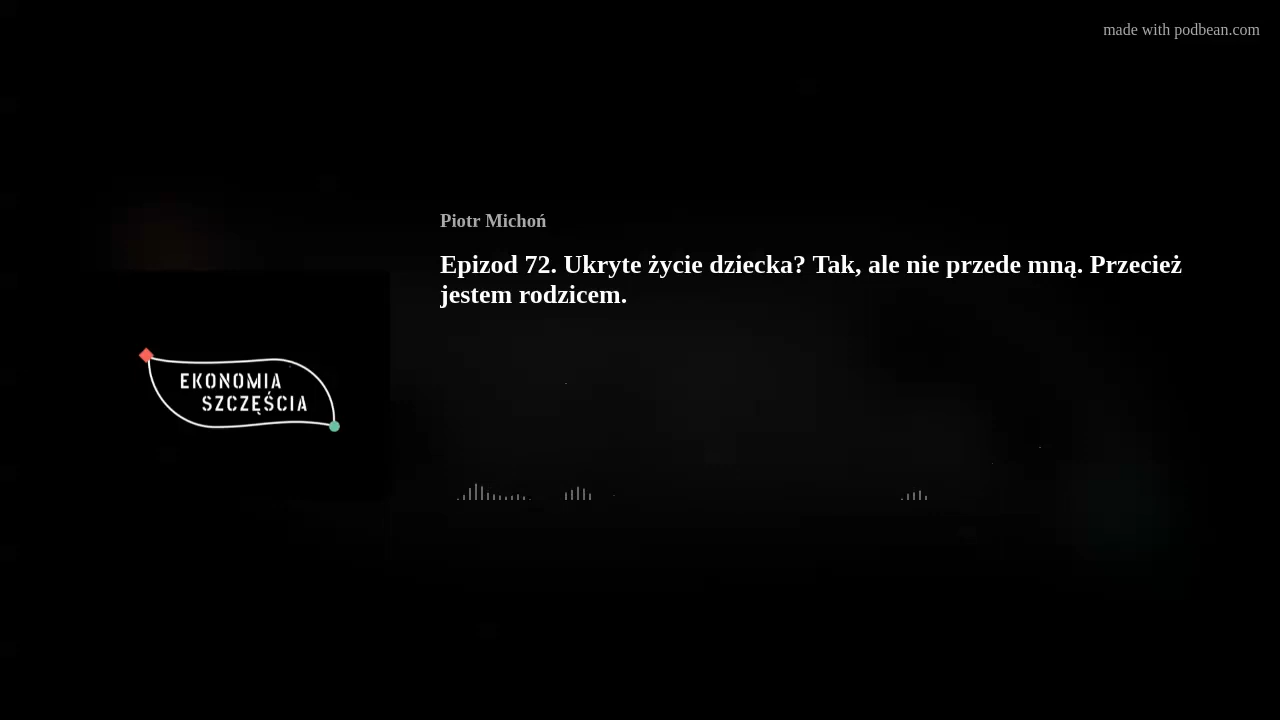 made with podbean.com
Piotr Michoń
Epizod 72. Ukryte życie dziecka? Tak, ale nie przede mną. Przecież
jestem rodzicem.
EKONOMIA
SZCZĘŚCIA